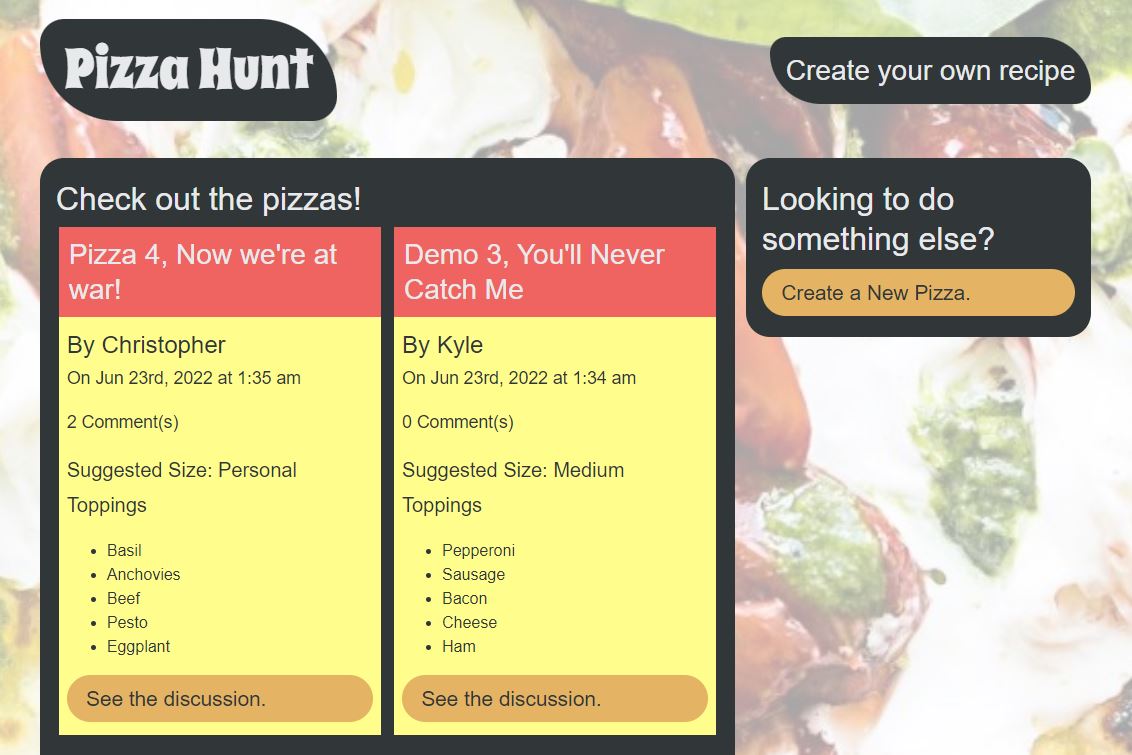 Pizza Hunt
Create your own recipe
Check out the pizzas!
Pizza 4, Now we're at
war!
By Christopher
On Jun 23rd, 2022 at 1:35 am
2 Comment(s)
Suggested Size: Personal
Toppings
• Basil
• Anchovies
• Beef
• Pesto
• Eggplant
See the discussion.
Demo 3, You'll Never
Catch Me
By Kyle
On Jun 23rd, 2022 at 1:34 am
0 Comment(s)
Suggested Size: Medium
Toppings
• Pepperoni
• Sausage
• Bacon
• Cheese
• Ham
See the discussion.
Looking to do
something else?
Create a New Pizza.